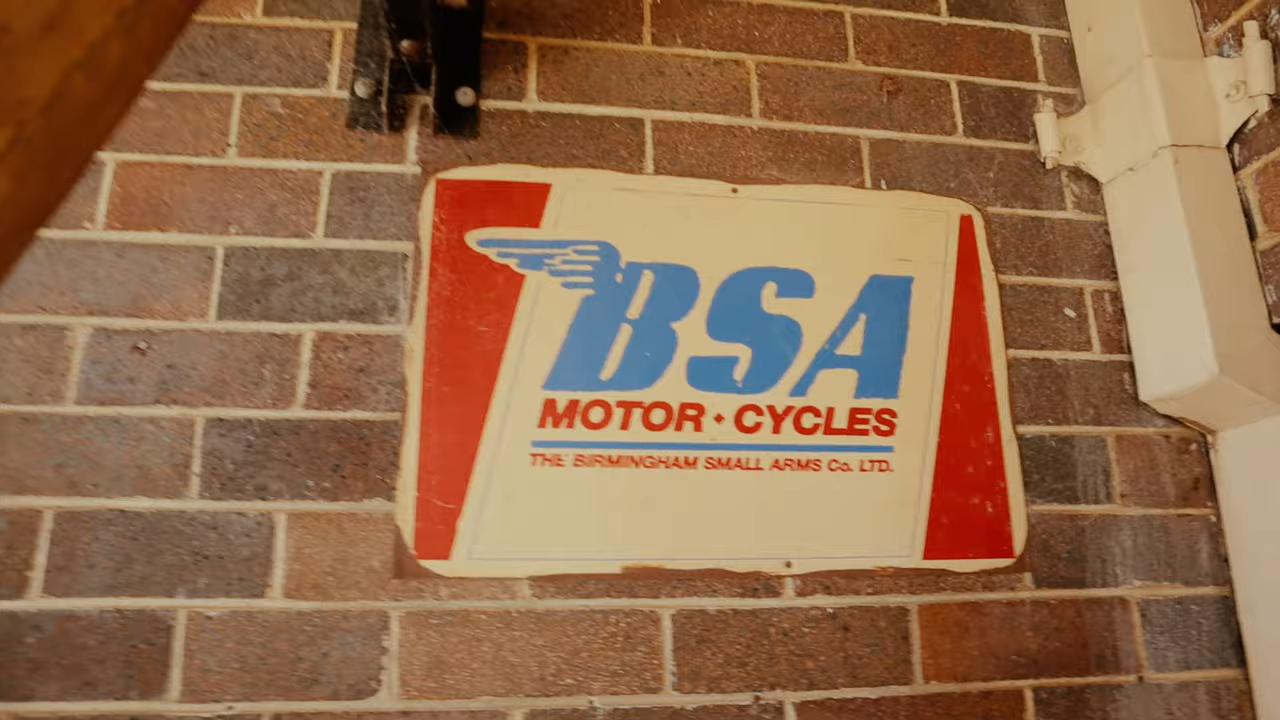 BSA
MOTOR • CYCLES
THE BIRMINGHAM SMALL ARMS Co. LTD.